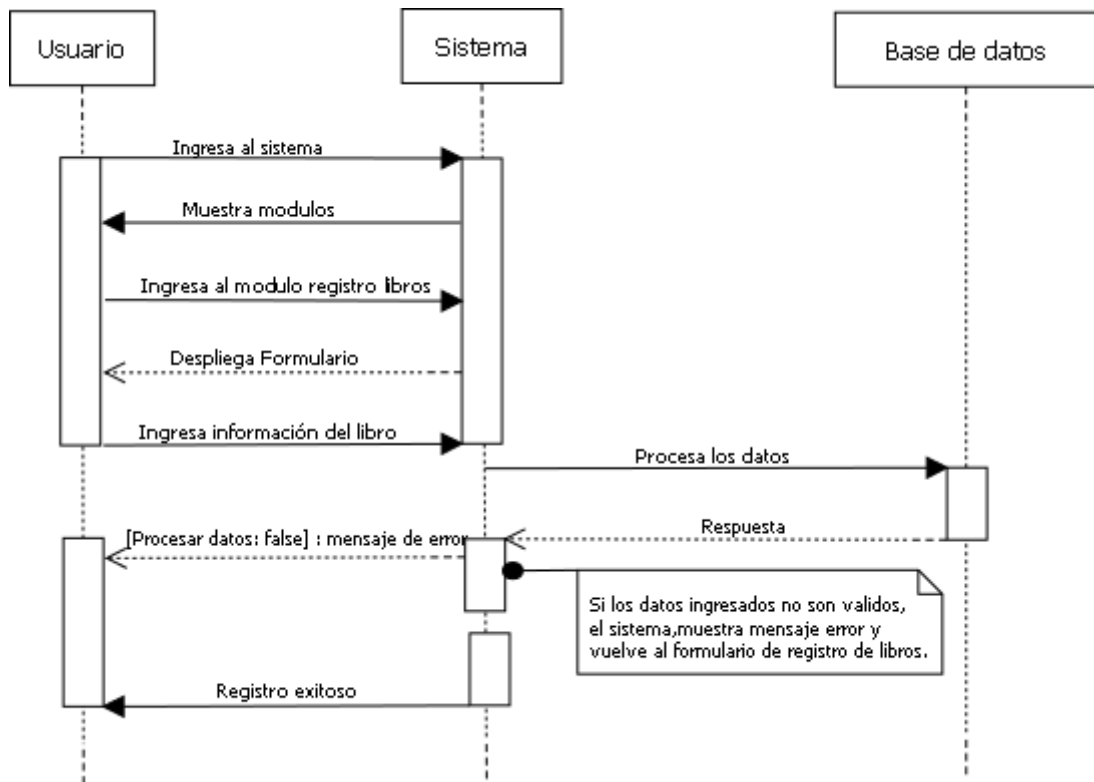 Usuario
Sistema
Base de datos
Ingresa al sistema
Muestra modulos
Ingresa al modulo registro libros
Despliega Formulario
Ingresa información del libro
Procesa los datos
Respuesta
[Procesar datos: false] : mensaje de error
Si los datos ingresados no son validos,
el sistema,muestra mensaje error y
vuelve al formulario de registro de libros.
Registro exitoso